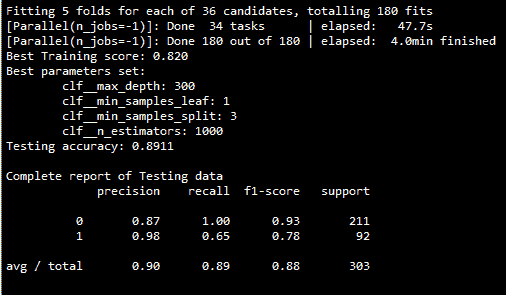 Fitting 5 folds for each of 36 candidates, totalling 180 fits
[Parallel(n_jobs=-1)]: Done  34 tasks      | elapsed:   47.7s
[Parallel(n_jobs=-1)]: Done 180 out of 180 | elapsed:  4.0min finished
Best Training score: 0.820
Best parameters set:
        clf__max_depth: 300
        clf__min_samples_leaf: 1
        clf__min_samples_split: 3
        clf__n_estimators: 1000
Testing accuracy: 0.8911
Complete report of Testing data
             precision    recall  f1-score   support
          0       0.87      1.00      0.93       211
          1       0.98      0.65      0.78        92
avg / total       0.90      0.89      0.88       303